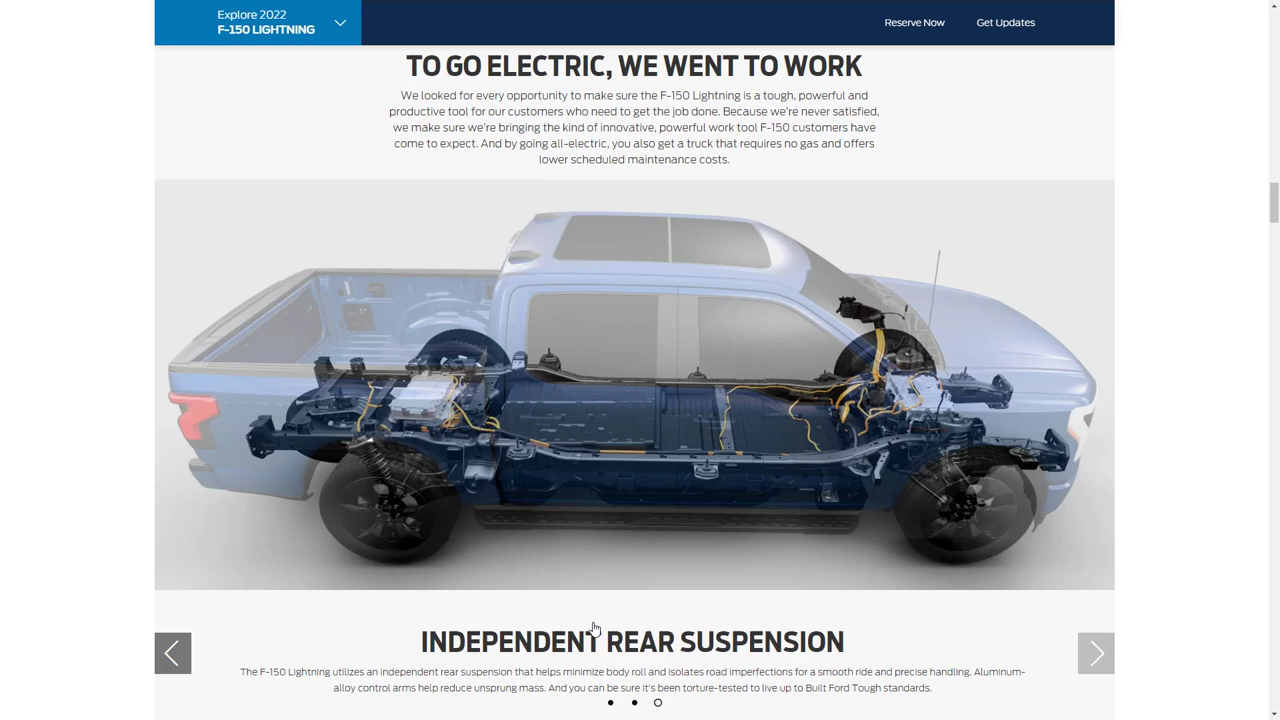 Explore 2022
F-150 LIGHTNING
Reserve Now
Get Updates
TO GO ELECTRIC, WE WENT TO WORK
We looked for every opportunity to make sure the F-150 Lightning is a tough, powerful and
productive tool for our customers who need to get the job done. Because we're never satisfied,
we make sure we're bringing the kind of innovative, powerful work tool F-150 customers have
come to expect. And by going all-electric, you also get a truck that requires no gas and offers
lower scheduled maintenance costs.
INDEPENDENT REAR SUSPENSION
The F-150 Lightning utilizes an independent rear suspension that helps minimize body roll and isolates road imperfections for a smooth ride and precise handling. Aluminum-
alloy control arms help reduce unsprung mass. And you can be sure it's been torture-tested to live up to Built Ford Tough standards.